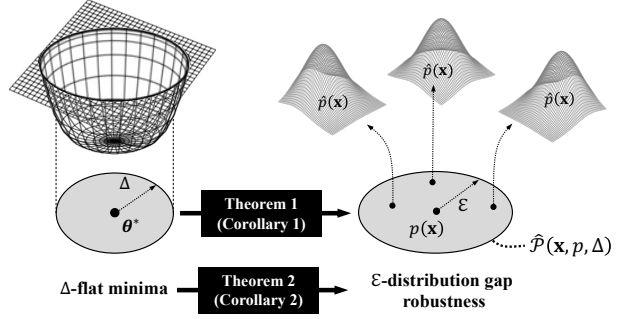 p̂(x)
p̂(x)
p̂(x)
Δ
θ*
Theorem 1
(Corollary 1)
ℰ
p(x)
𝒫̂(x, p, Δ)
Δ-flat minima
Theorem 2
(Corollary 2)
ℰ-distribution gap
robustness